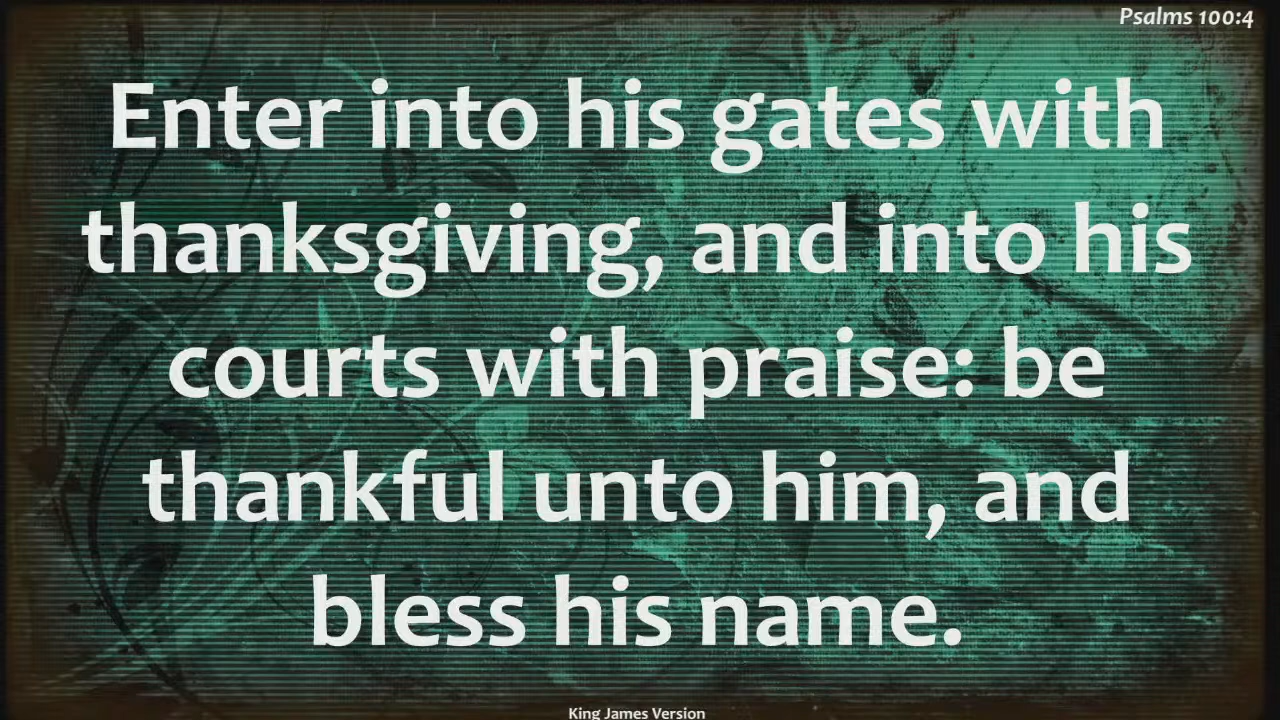 Psalms 100:4
Enter into his gates with
thanksgiving, and into his
courts with praise: be
thankful unto him, and
bless his name.
King James Version